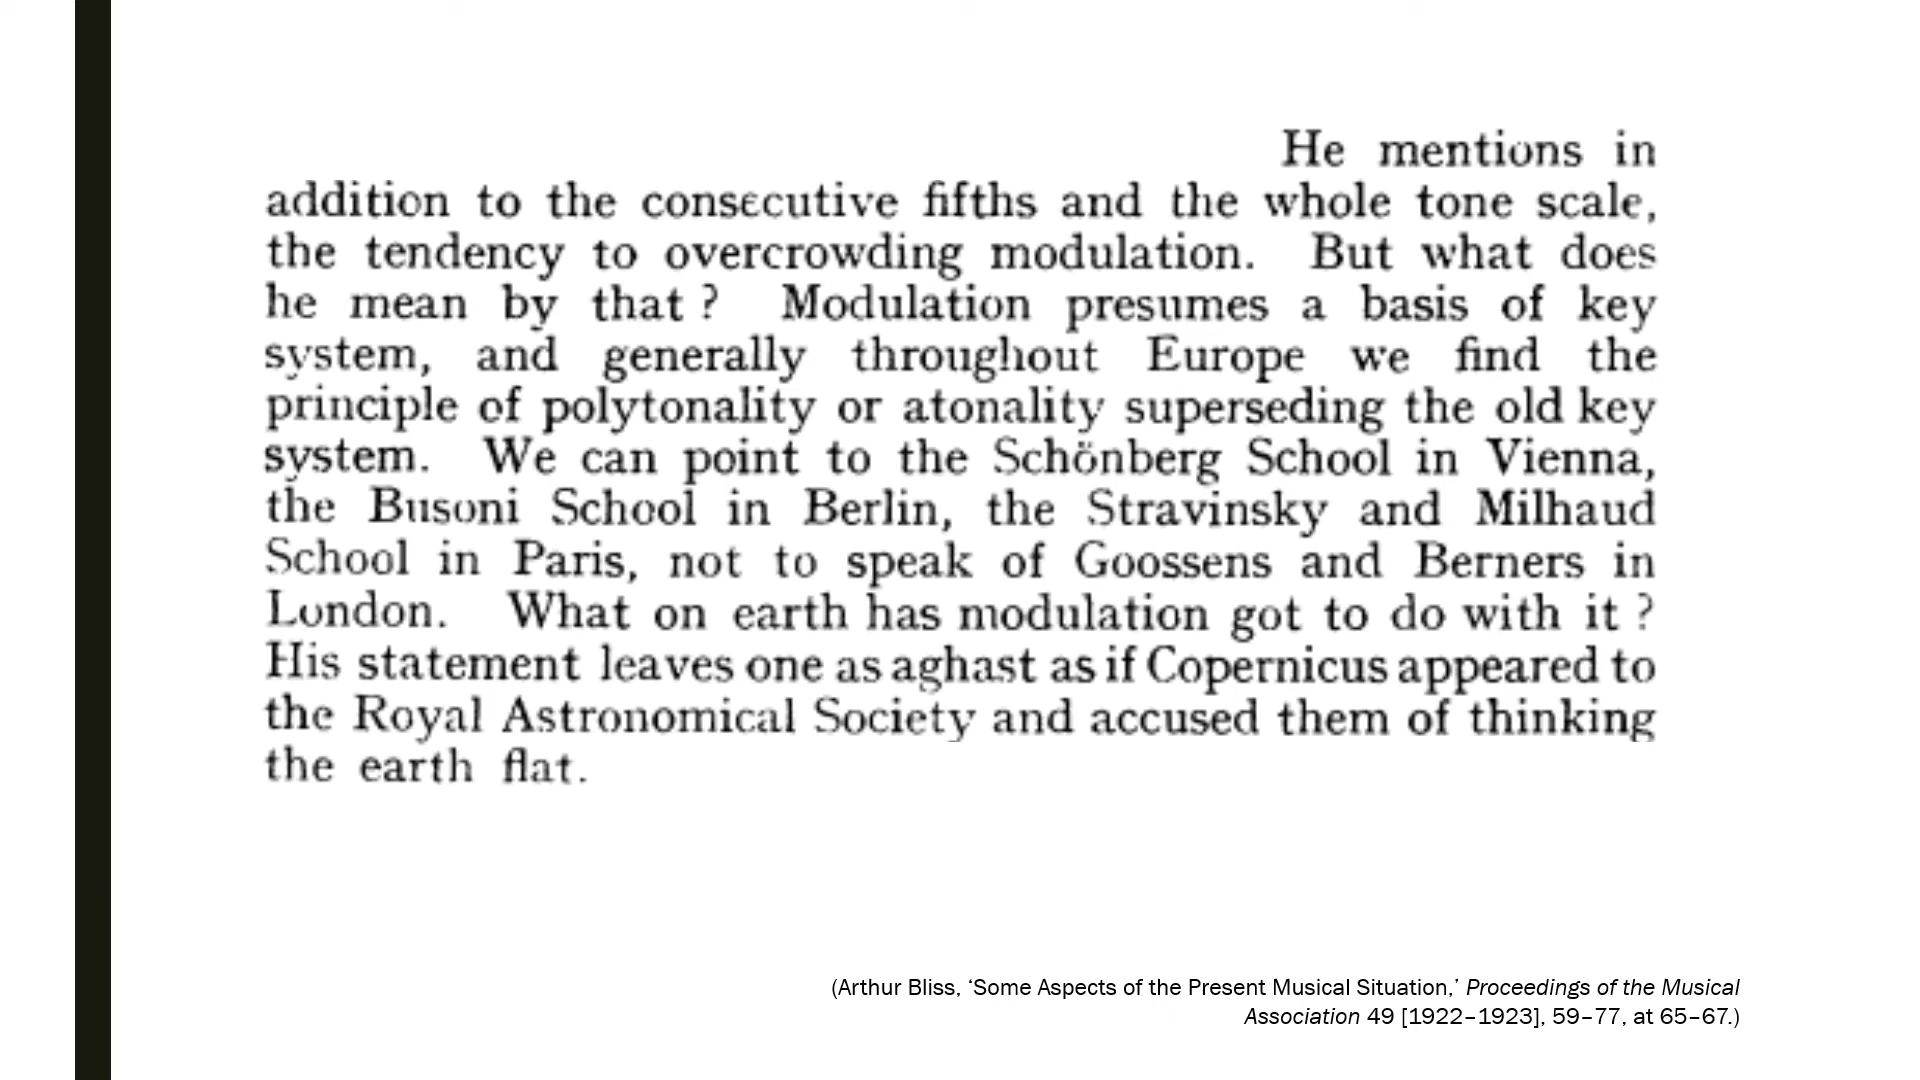 He mentions in
addition to the consecutive fifths and the whole tone scale,
the tendency to overcrowding modulation. But what does
he mean by that ? Modulation presumes a basis of key
system, and generally throughout Europe we find the
principle of polytonality or atonality superseding the old key
system. We can point to the Schönberg School in Vienna,
the Busoni School in Berlin, the Stravinsky and Milhaud
School in Paris, not to speak of Goossens and Berners in
London. What on earth has modulation got to do with it ?
His statement leaves one as aghast as if Copernicus appeared to
the Royal Astronomical Society and accused them of thinking
the earth flat.
(Arthur Bliss, ‘Some Aspects of the Present Musical Situation,’ Proceedings of the Musical
Association 49 [1922–1923], 59–77, at 65–67.)